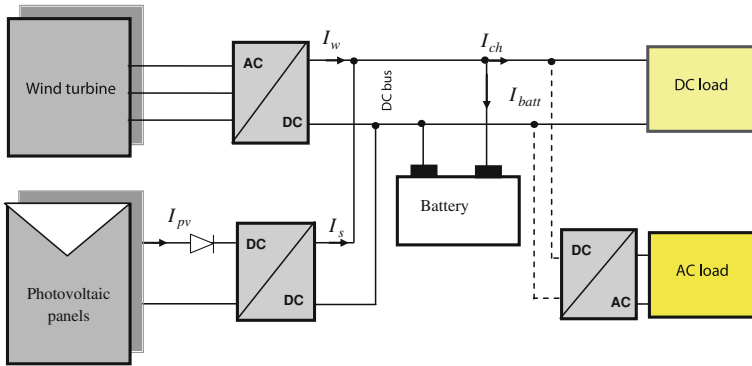 Wind turbine
AC
DC
I_w
DC bus
I_ch
I_batt
DC load
Battery
I_pv
DC
DC
I_s
Photovoltaic
panels
DC
AC
AC load